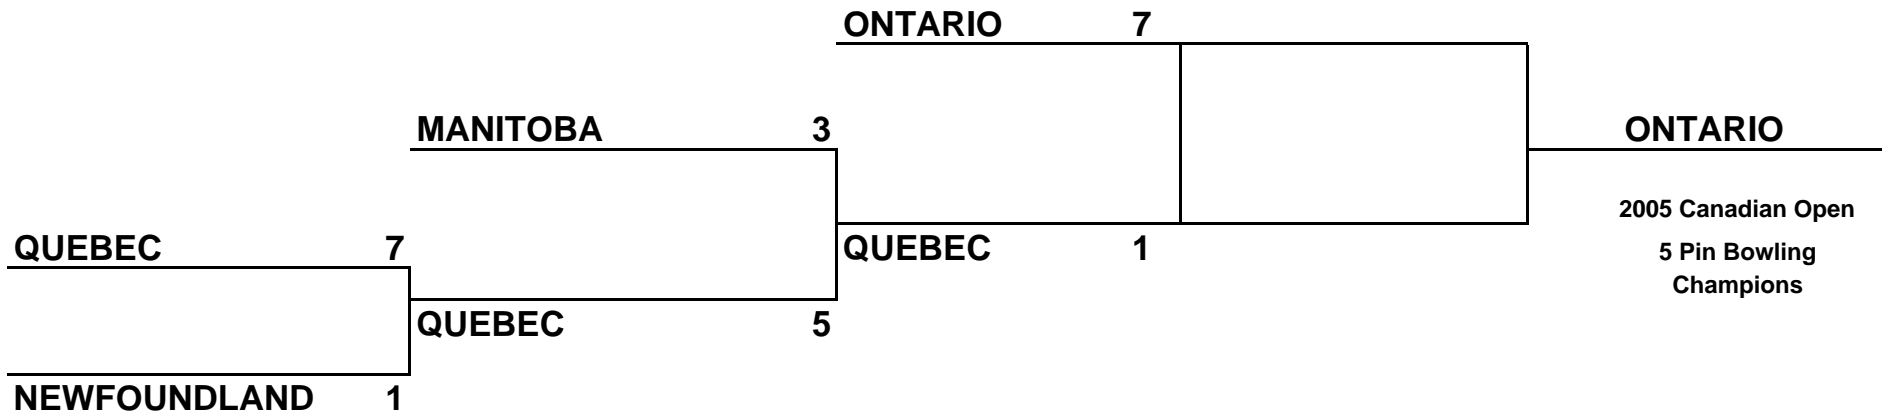 ONTARIO 7
MANITOBA 3
ONTARIO
2005 Canadian Open
QUEBEC 7
QUEBEC 1
5 Pin Bowling
Champions
QUEBEC 5
NEWFOUNDLAND 1